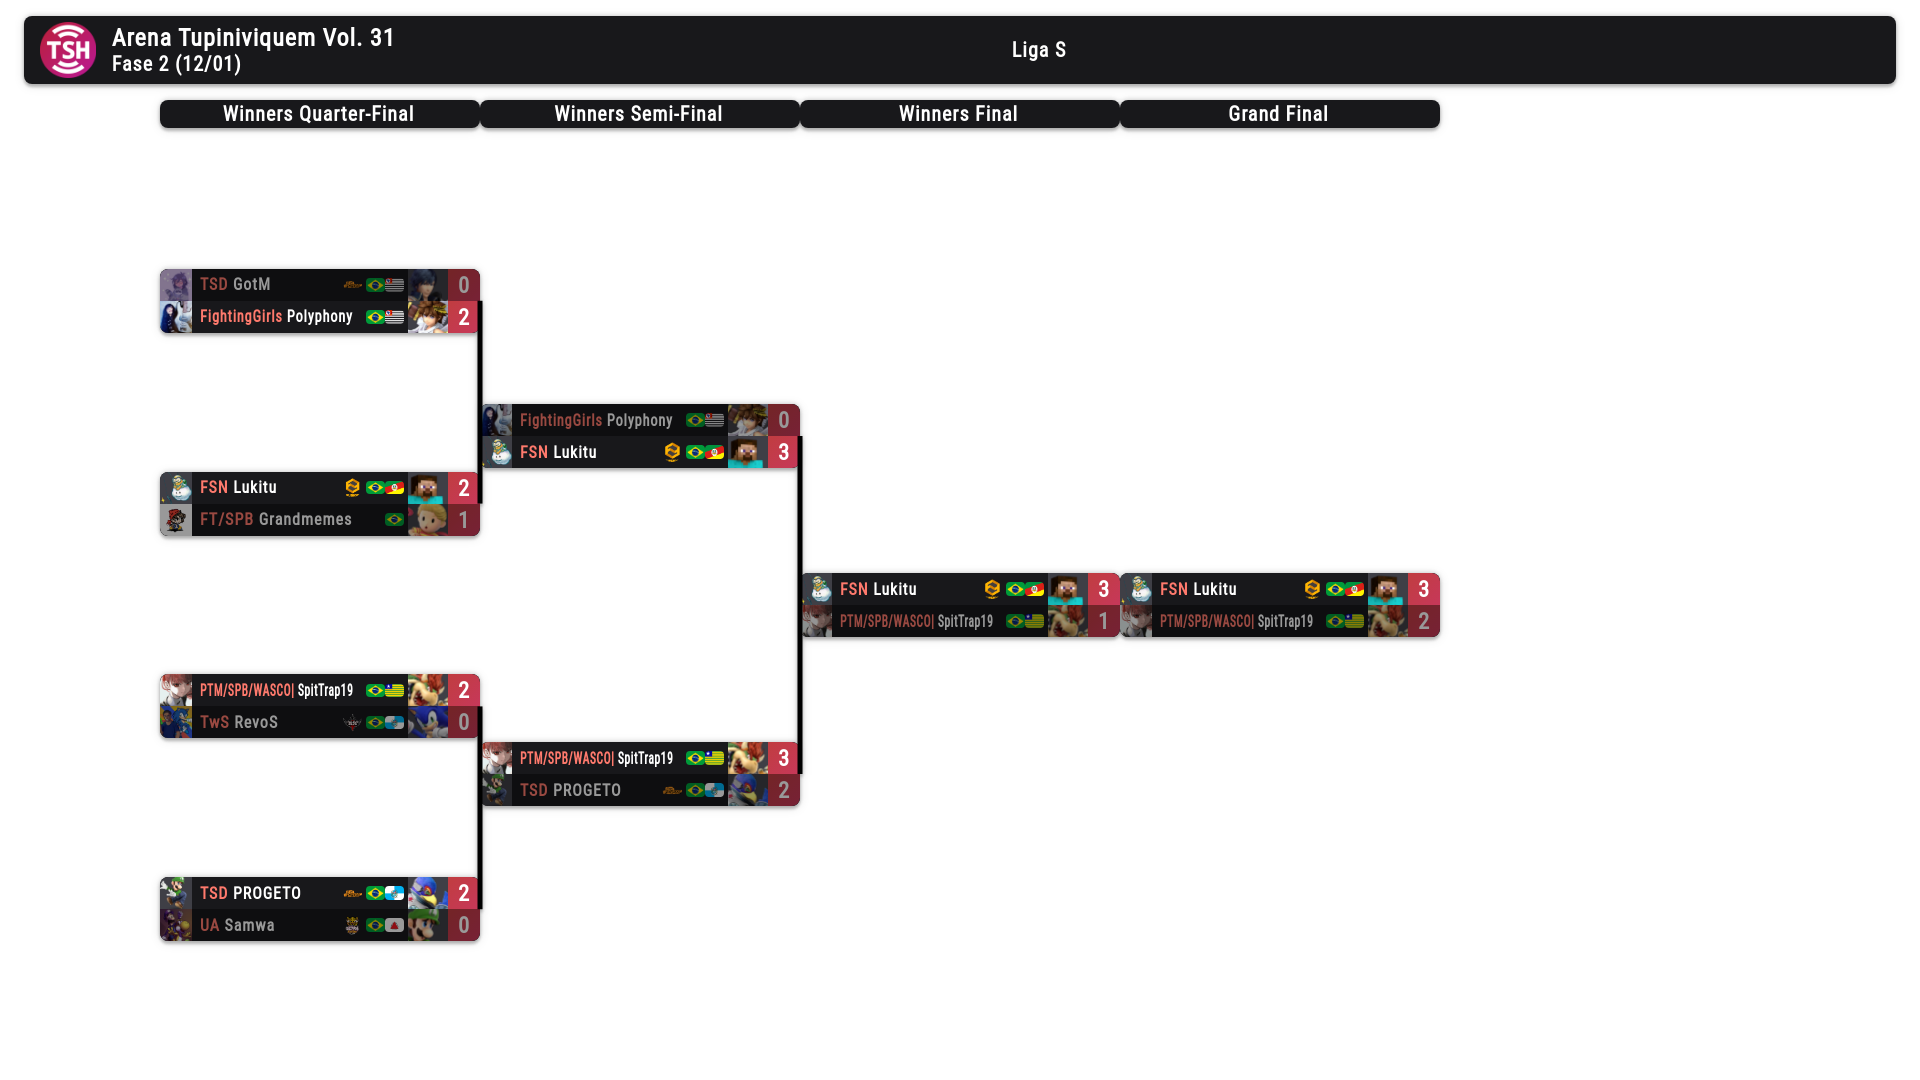 TSH
Arena Tupiniviquem Vol. 31
Fase 2 (12/01)
Liga S
Winners Quarter-Final
Winners Semi-Final
Winners Final
Grand Final
TSD GotM 0
FightingGirls Polyphony 2
FSN Lukitu 2
FT/SPB Grandmemes 1
PTM/SPB/WASCO| SpitTrap19 2
TwS RevoS 0
TSD PROGETO 2
UA Samwa 0
FightingGirls Polyphony 0
FSN Lukitu 3
PTM/SPB/WASCO| SpitTrap19 3
TSD PROGETO 2
FSN Lukitu 3
PTM/SPB/WASCO| SpitTrap19 1
FSN Lukitu 3
PTM/SPB/WASCO| SpitTrap19 2